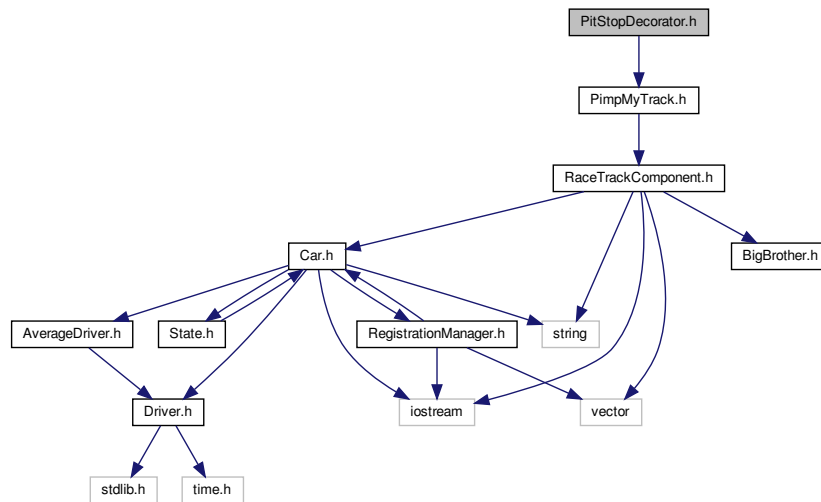 PitStopDecorator.h
PimpMyTrack.h
RaceTrackComponent.h
Car.h
BigBrother.h
AverageDriver.h
State.h
RegistrationManager.h
string
Driver.h
iostream
vector
stdlib.h
time.h